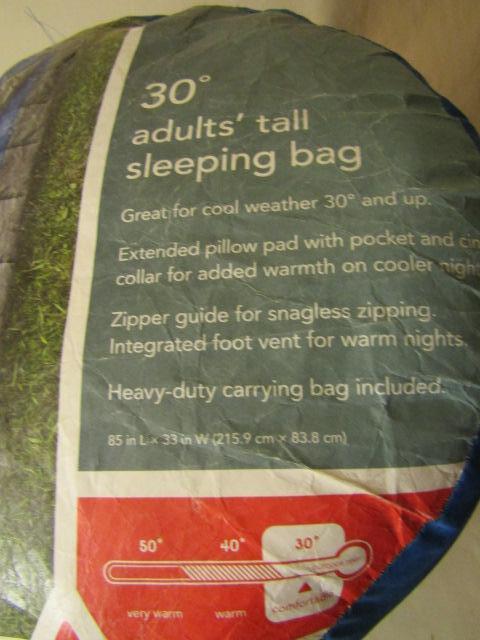 30°
adults' tall
sleeping bag
Great for cool weather 30° and up.
Extended pillow pad with pocket and
collar for added warmth on cooler
Zipper guide for snagless zipping.
Integrated foot vent for warm nights.
Heavy-duty carrying bag included.
85 in L x 33 in W (215.9 cm x 83.8 cm)
50° 40° 30°
very warm warm comfortable